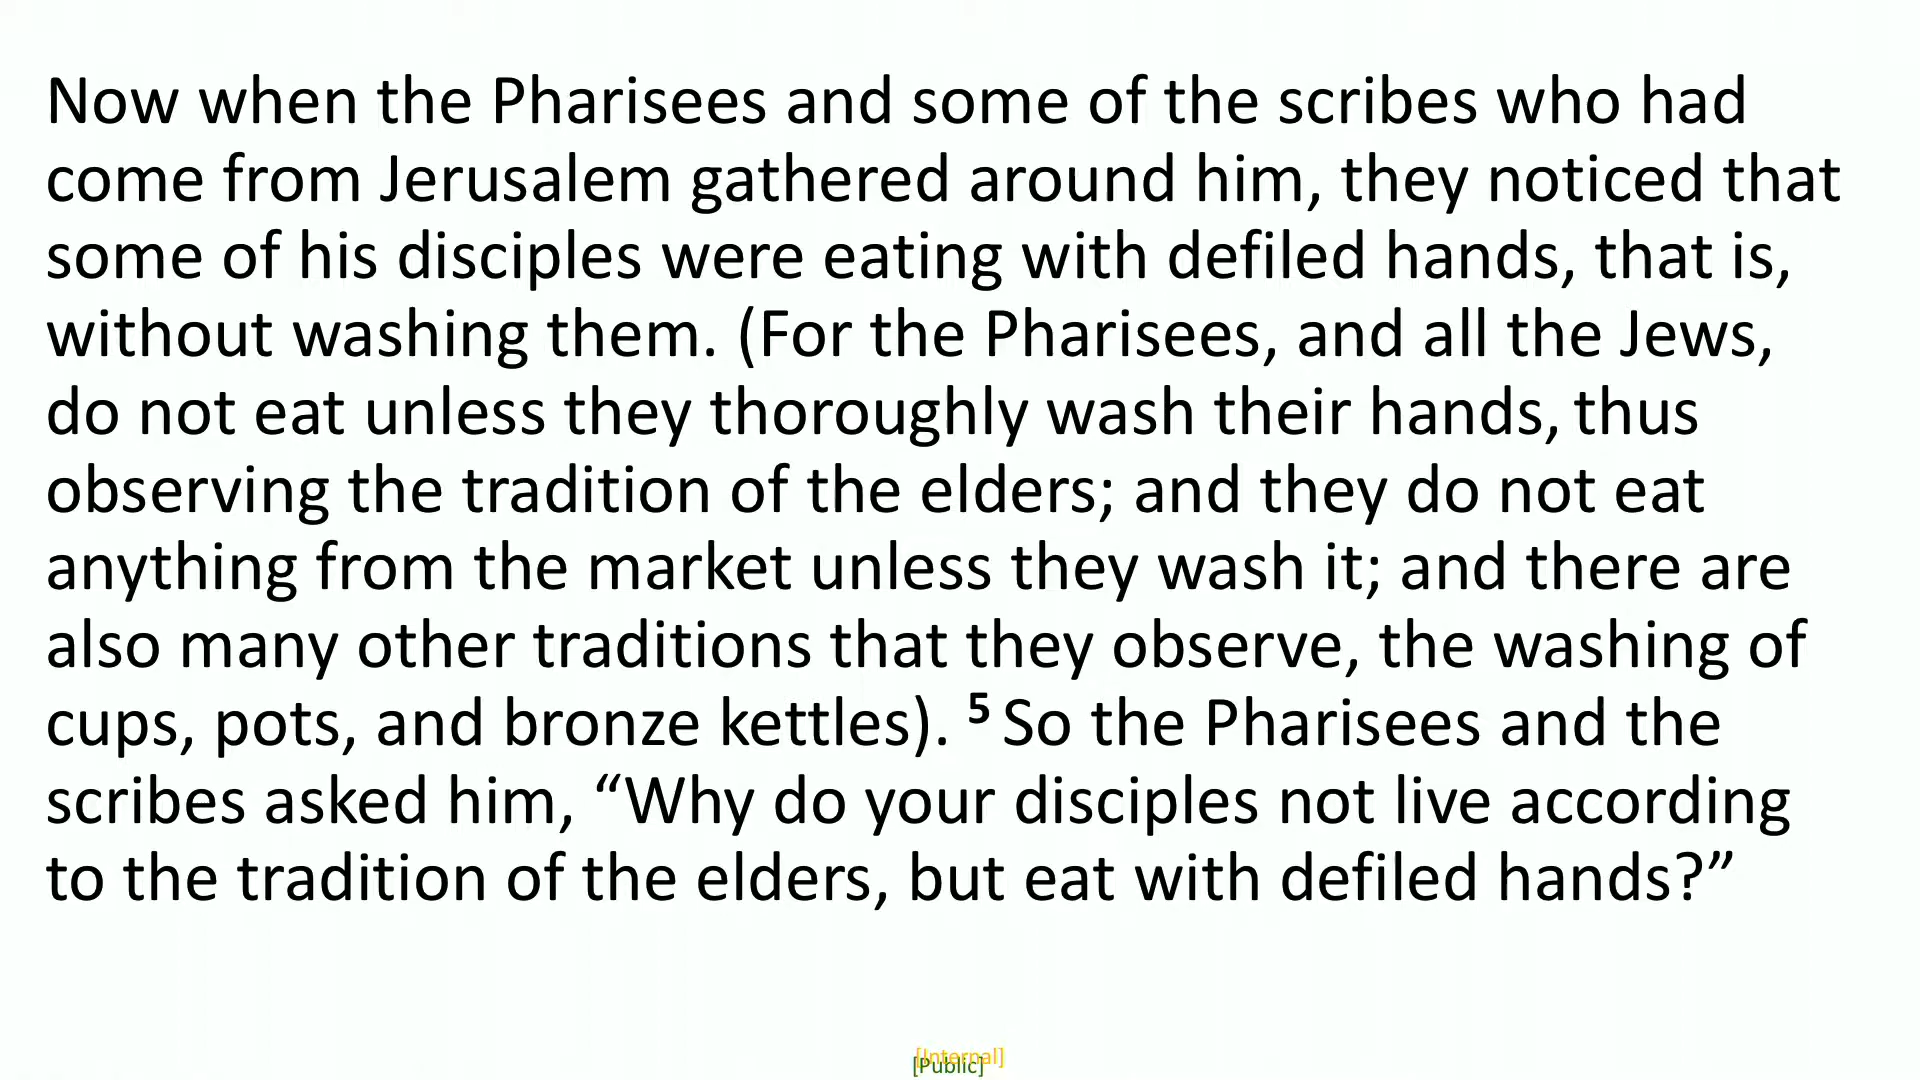 Now when the Pharisees and some of the scribes who had
come from Jerusalem gathered around him, they noticed that
some of his disciples were eating with defiled hands, that is,
without washing them. (For the Pharisees, and all the Jews,
do not eat unless they thoroughly wash their hands, thus
observing the tradition of the elders; and they do not eat
anything from the market unless they wash it; and there are
also many other traditions that they observe, the washing of
cups, pots, and bronze kettles). ⁵ So the Pharisees and the
scribes asked him, “Why do your disciples not live according
to the tradition of the elders, but eat with defiled hands?”
[Internal]
[Public]